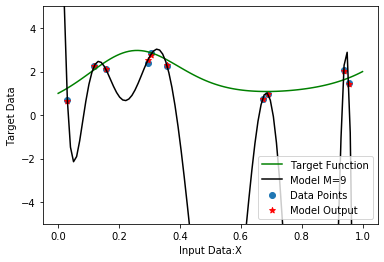 4
2
0
−2
−4
Target Data
0.0 0.2 0.4 0.6 0.8 1.0
Input Data:X
Target Function
Model M=9
Data Points
Model Output